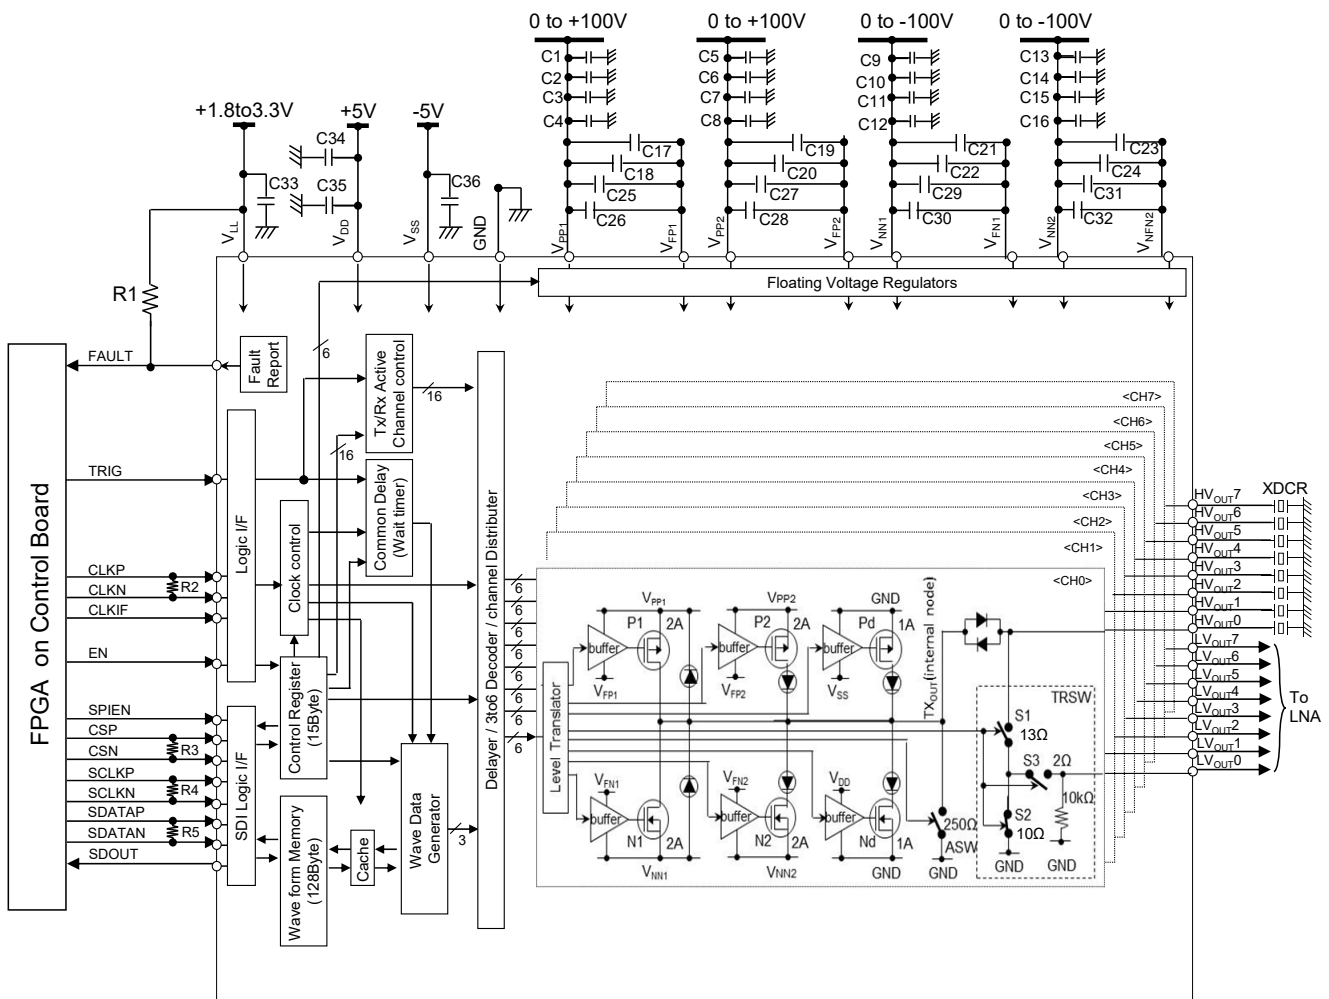 0 to +100V
0 to +100V
0 to -100V
0 to -100V
C1
C2
C3
C4
C5
C6
C7
C8
C9
C10
C11
C12
C13
C14
C15
C16
C17
C18
C25
C26
C19
C20
C27
C28
C21
C22
C29
C30
C23
C24
C31
C32
+1.8to3.3V
+5V
-5V
C34
C33
C35
C36
VLL
VDD
VSS
GND
VPP1
VFP1
VPP2
VFP2
VNN1
VFN1
VNN2
VNFN2
Floating Voltage Regulators
R1
FPGA on Control Board
FAULT
TRIG
CLKP
CLKN
R2
CLKIF
EN
SPIEN
CSP
CSN
R3
SCLKP
SCLKN
R4
SDATAP
SDATAN
R5
SDOUT
Fault
Report
Logic I/F
SDI Logic I/F
Clock control
Control Register
(15Byte)
Wave form Memory
(128Byte)
Cache
Tx/Rx Active
Channel control
Common Delay
(Wait timer)
Wave Data
Generator
6
16
16
3
Delayer / 3to6 Decoder / channel Distributer
6
6
6
6
6
6
6
6
<CH7>
<CH6>
<CH5>
<CH4>
<CH3>
<CH2>
<CH1>
<CH0>
Level Translator
VPP1
P1
2A
buffer
VFP1
VPP2
P2
2A
buffer
VFP2
GND
Pd
1A
buffer
VSS
VFN1
buffer
N1
2A
VNN1
VFN2
buffer
N2
2A
VNN2
VDD
buffer
Nd
1A
GND
TXOUT(internal node)
250Ω
ASW
GND
TRSW
S1
13Ω
S3
2Ω
S2
10Ω
10kΩ
GND
GND
XDCR
HVOUT7
HVOUT6
HVOUT5
HVOUT4
HVOUT3
HVOUT2
HVOUT1
HVOUT0
LVOUT7
LVOUT6
LVOUT5
LVOUT4
LVOUT3
LVOUT2
LVOUT1
LVOUT0
To
LNA